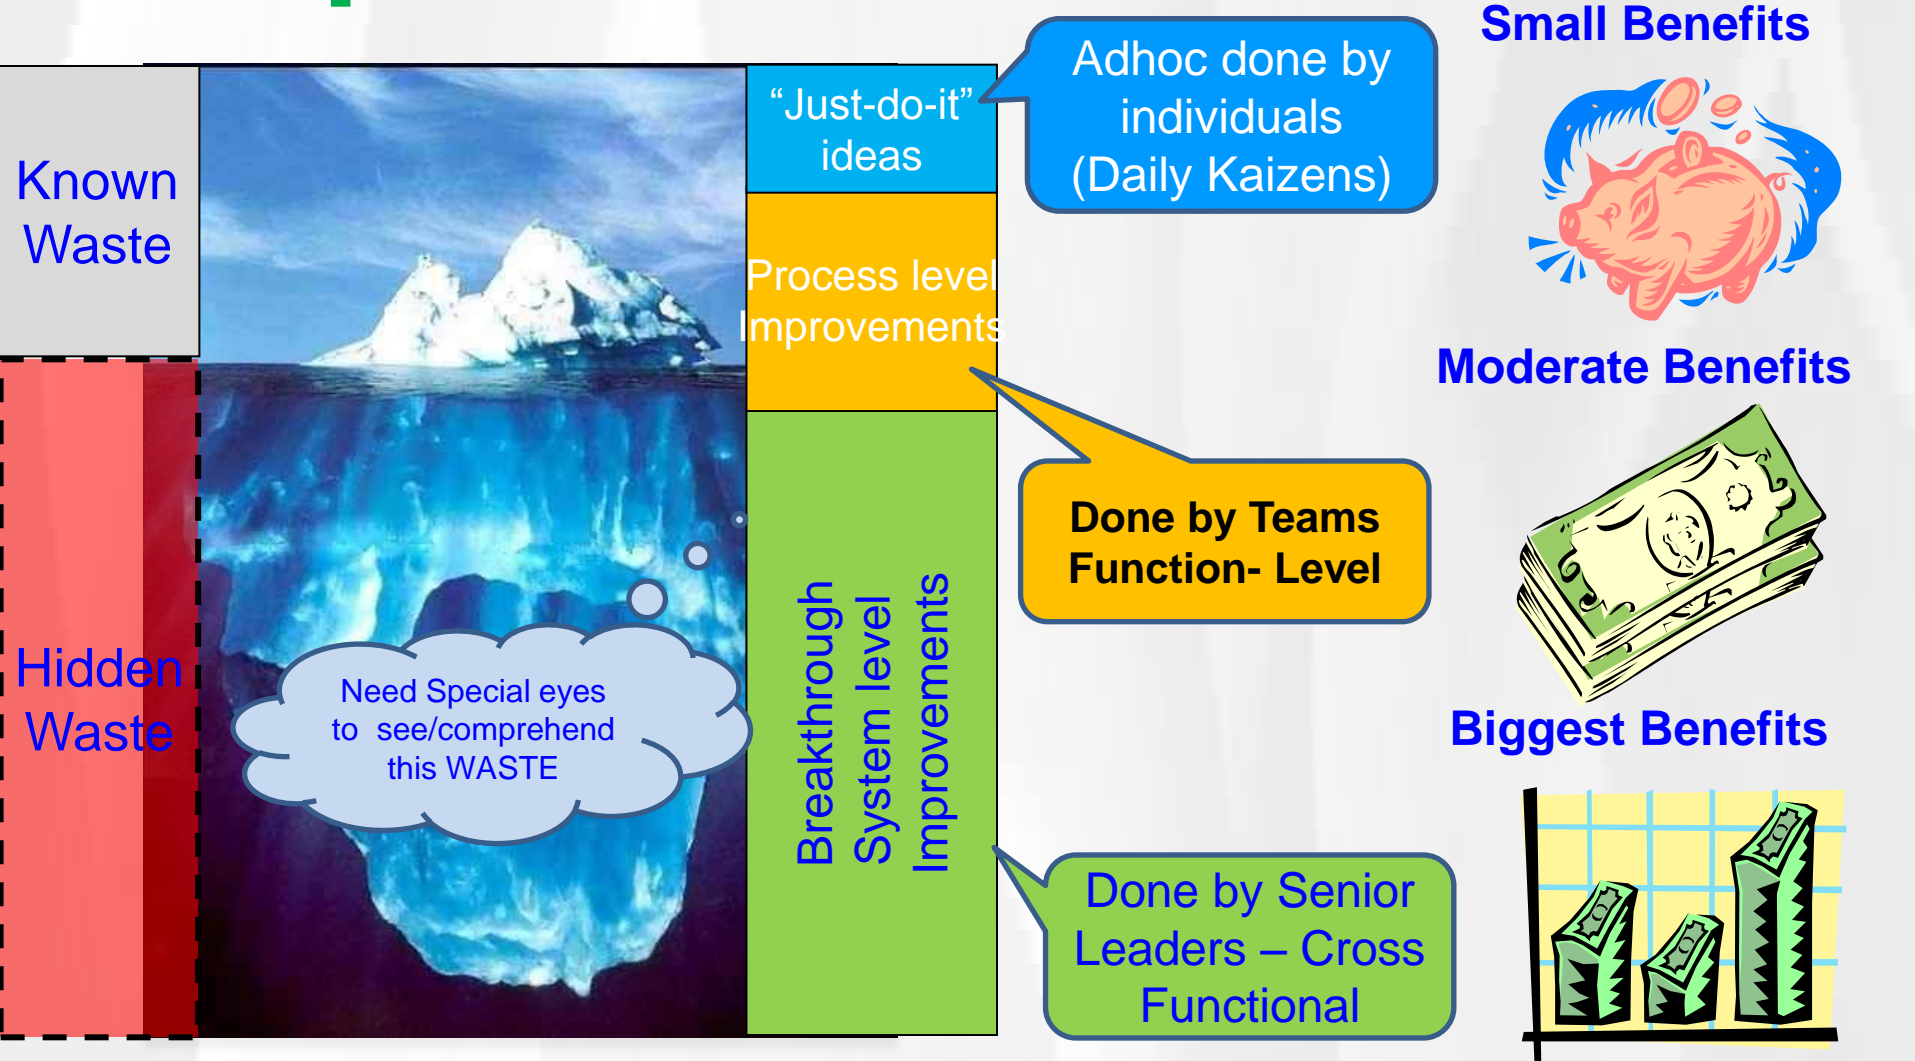 Known
Waste
Hidden
Waste
Need Special eyes
to see/comprehend
this WASTE
“Just-do-it”
ideas
Process level
Improvements
Breakthrough
System level
Improvements
Adhoc done by
individuals
(Daily Kaizens)
Done by Teams
Function- Level
Done by Senior
Leaders – Cross
Functional
Small Benefits
Moderate Benefits
Biggest Benefits